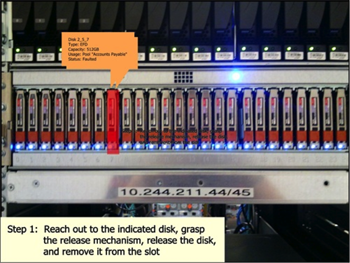 Disk 2_5_7
Type: EFD
Capacity: 512GB
Usage: Pool "Accounts Payable"
Status: Faulted
10.244.211.44/45
Step 1: Reach out to the indicated disk, grasp
the release mechanism, release the disk,
and remove it from the slot